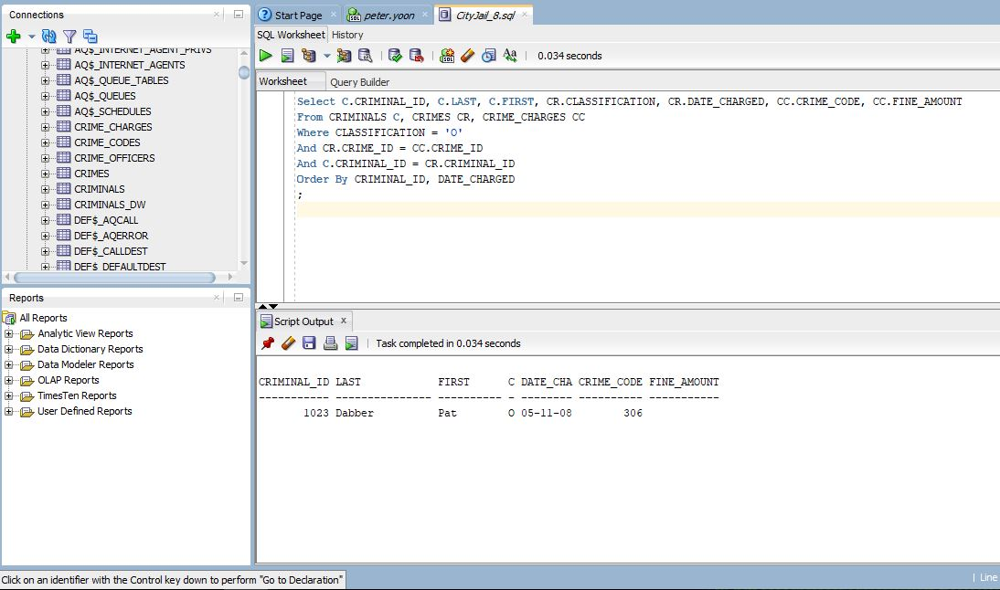 Connections
AQ$_INTERNET_AGENT_PRIVS
AQ$_INTERNET_AGENTS
AQ$_QUEUE_TABLES
AQ$_QUEUES
AQ$_SCHEDULES
CRIME_CHARGES
CRIME_CODES
CRIME_OFFICERS
CRIMES
CRIMINALS
CRIMINALS_DW
DEF$_AQCALL
DEF$_AQERROR
DEF$_CALLDEST
DEF$_DEFAULTDEST
Reports
All Reports
Analytic View Reports
Data Dictionary Reports
Data Modeler Reports
OLAP Reports
TimesTen Reports
User Defined Reports
Start Page peter.yoon CityJail_8.sql
SQL Worksheet History
0.034 seconds
Worksheet Query Builder
Select C.CRIMINAL_ID, C.LAST, C.FIRST, CR.CLASSIFICATION, CR.DATE_CHARGED, CC.CRIME_CODE, CC.FINE_AMOUNT
From CRIMINALS C, CRIMES CR, CRIME_CHARGES CC
Where CLASSIFICATION = 'O'
And CR.CRIME_ID = CC.CRIME_ID
And C.CRIMINAL_ID = CR.CRIMINAL_ID
Order By CRIMINAL_ID, DATE_CHARGED
;
Script Output x
Task completed in 0.034 seconds
CRIMINAL_ID LAST FIRST C DATE_CHA CRIME_CODE FINE_AMOUNT
----------- --------------- ---------- - -------- ---------- -----------
1023 Dabber Pat O 05-11-08 306
Click on an identifier with the Control key down to perform "Go to Declaration"
| Line